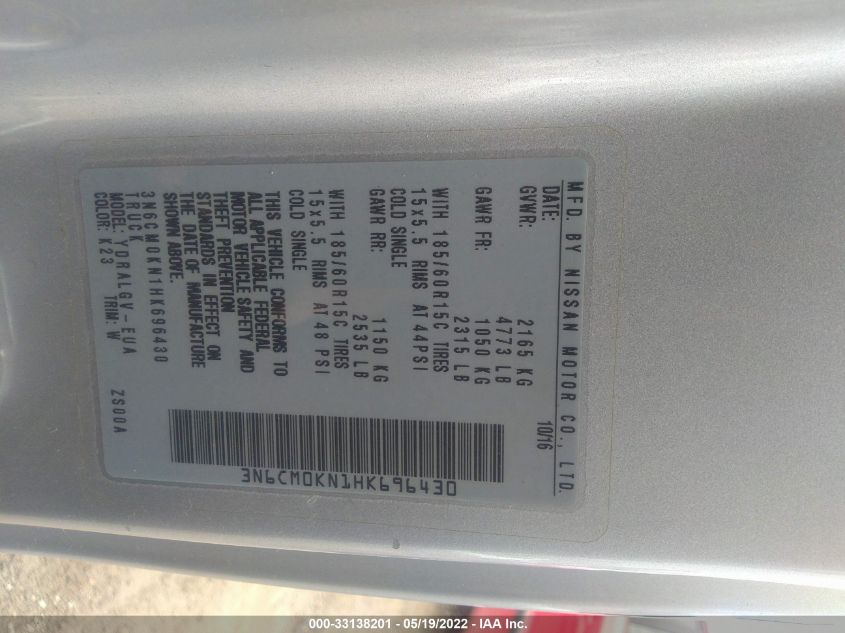 MFD. BY NISSAN MOTOR CO., LTD.
DATE: 10/16
GVWR: 2165 KG
4773 LB
GAWR FR: 1050 KG
2315 LB
WITH 185/60R15C TIRES
15x5.5 RIMS AT 44PSI
COLD SINGLE
GAWR RR: 1150 KG
2535 LB
WITH 185/60R15C TIRES
15x5.5 RIMS AT 48 PSI
COLD SINGLE
THIS VEHICLE CONFORMS TO
ALL APPLICABLE FEDERAL
MOTOR VEHICLE SAFETY AND
THEFT PREVENTION
STANDARDS IN EFFECT ON
THE DATE OF MANUFACTURE
SHOWN ABOVE.
3N6CM0KN1HK696430
TRUCK
MODEL: YDRALGV-EUA
COLOR: K23 TRIM: W ZS00A
3N6CM0KN1HK696430
000-33138201 - 05/19/2022 - IAA Inc.